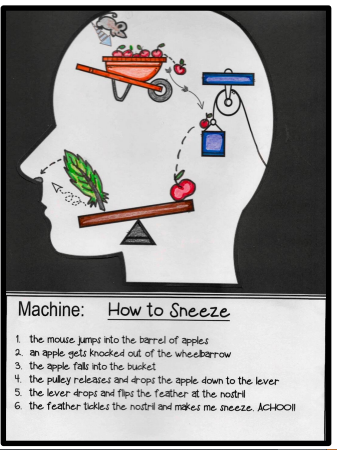 Machine: How to Sneeze
1. the mouse jumps into the barrel of apples
2. an apple gets knocked out of the wheelbarrow
3. the apple falls into the bucket
4. the pulley releases and drops the apple down to the lever
5. the lever drops and flips the feather at the nostril
6. the feather tickles the nostril and makes me sneeze. ACHOO!!